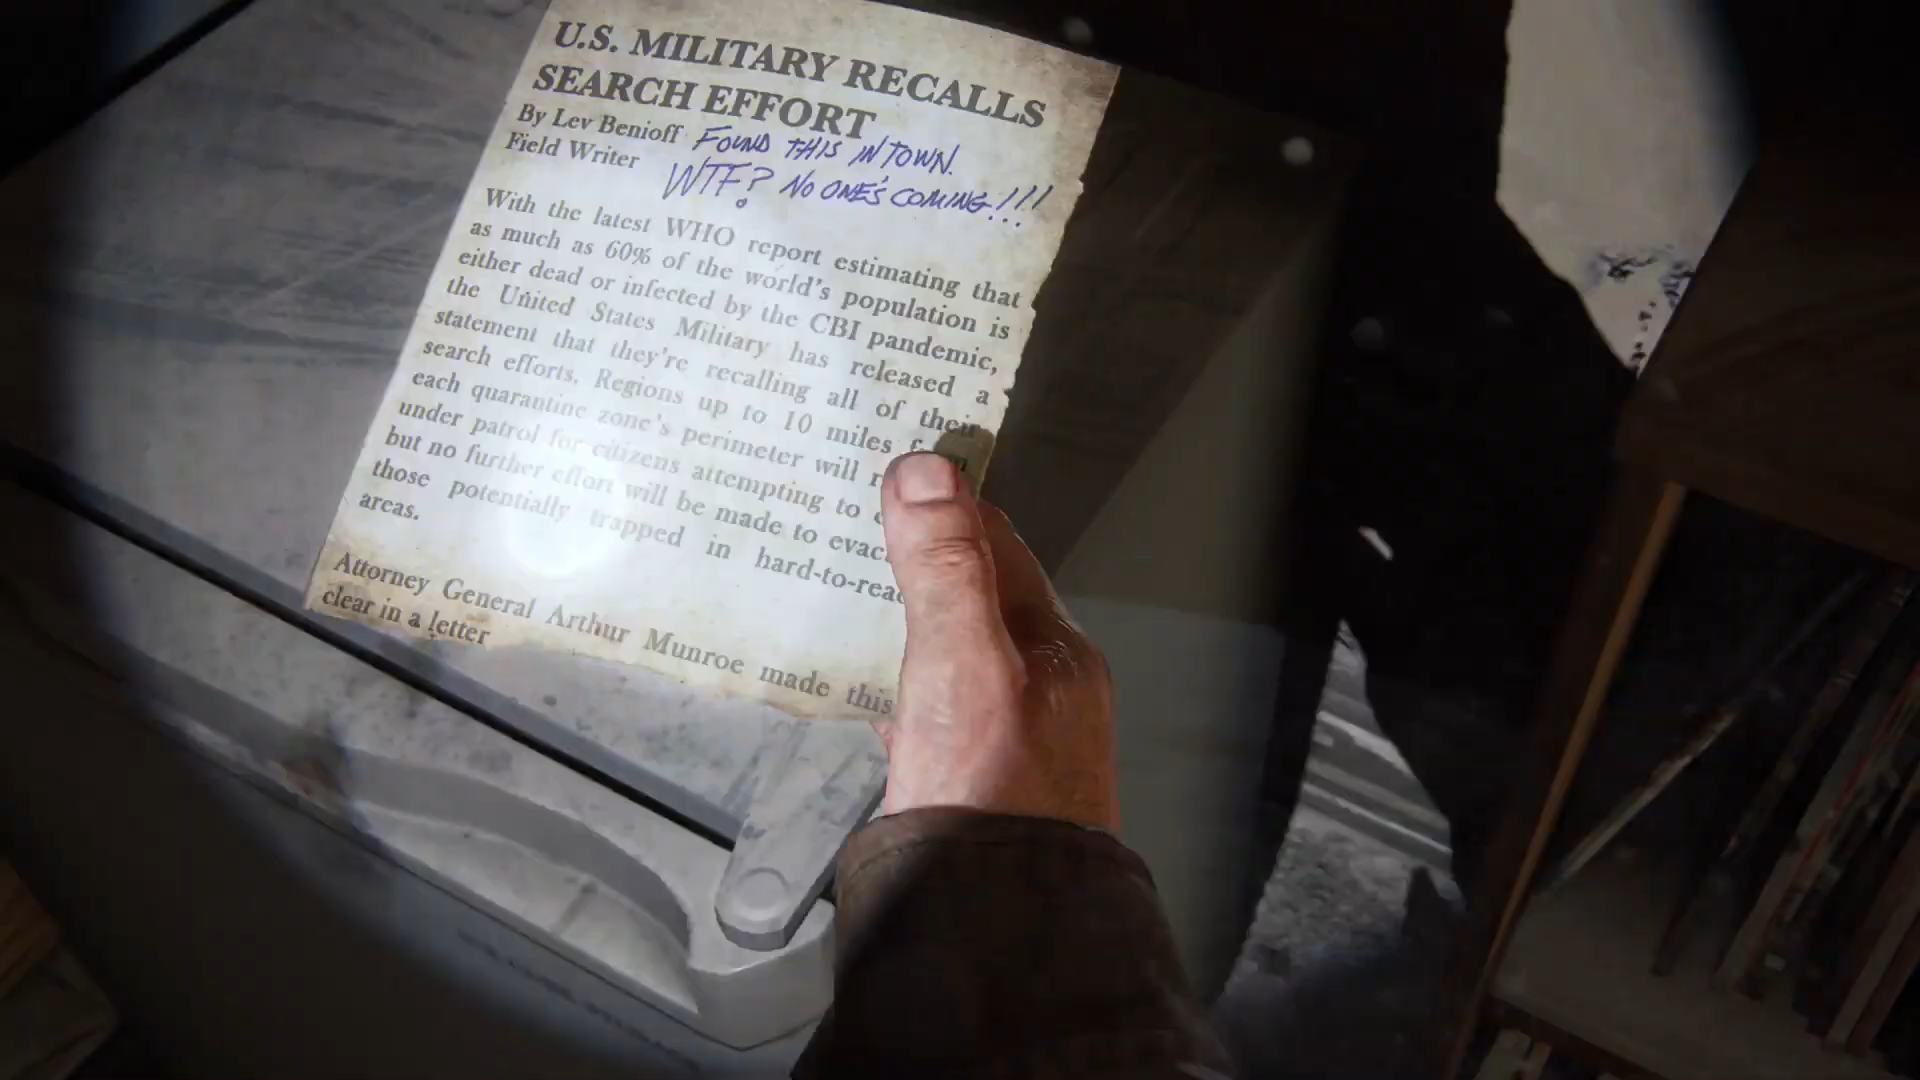 U.S. MILITARY RECALLS
SEARCH EFFORT
By Lev Benioff
Field Writer
FOUND THIS IN TOWN.
WTF? NO ONE'S COMING!!!
With the latest WHO report estimating that
as much as 60% of the world's population is
either dead or infected by the CBI pandemic,
the United States Military has released a
statement that they're recalling all of their
search efforts. Regions up to 10 miles
each quarantine zone's perimeter will
under patrol for citizens attempting to
but no further effort will be made to
those potentially trapped in
areas.
Attorney General Arthur Munroe made this
clear in a letter